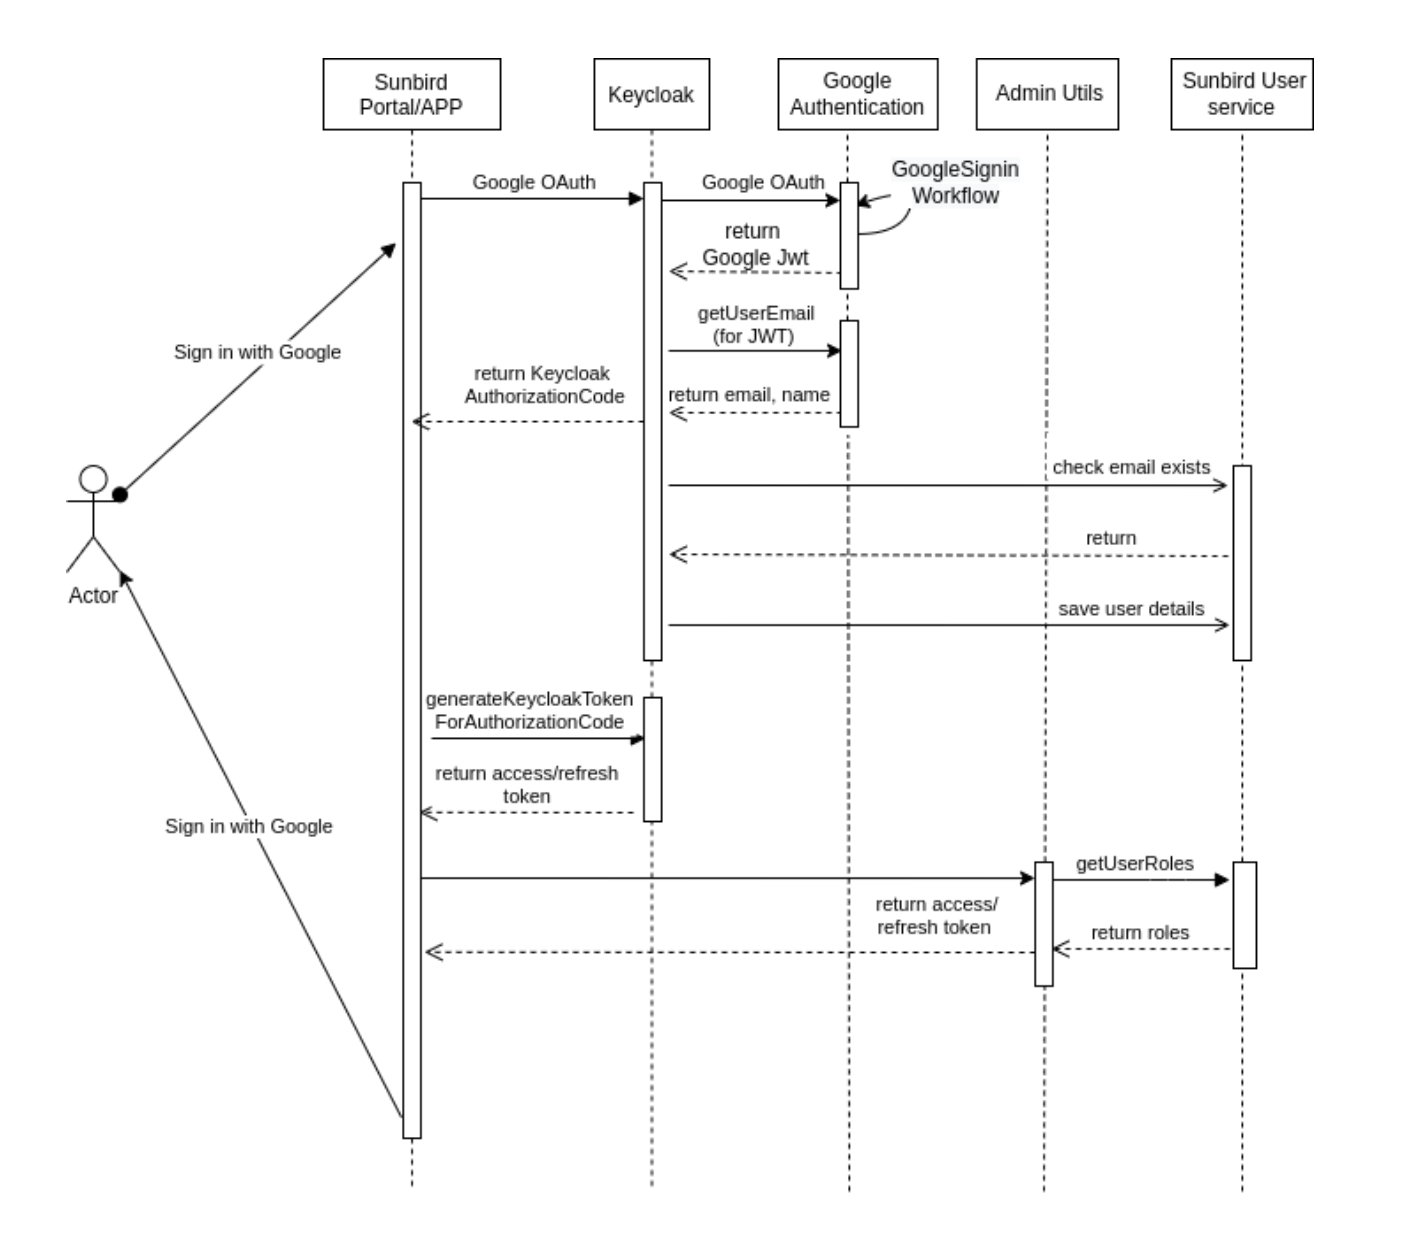 Sunbird
Portal/APP
Keycloak
Google
Authentication
Admin Utils
Sunbird User
service
Google OAuth
Google OAuth
GoogleSignin
Workflow
return
Google Jwt
getUserEmail
(for JWT)
Sign in with Google
return Keycloak
AuthorizationCode
return email, name
check email exists
return
Actor
save user details
generateKeycloakToken
ForAuthorizationCode
return access/refresh
token
Sign in with Google
getUserRoles
return access/
refresh token
return roles